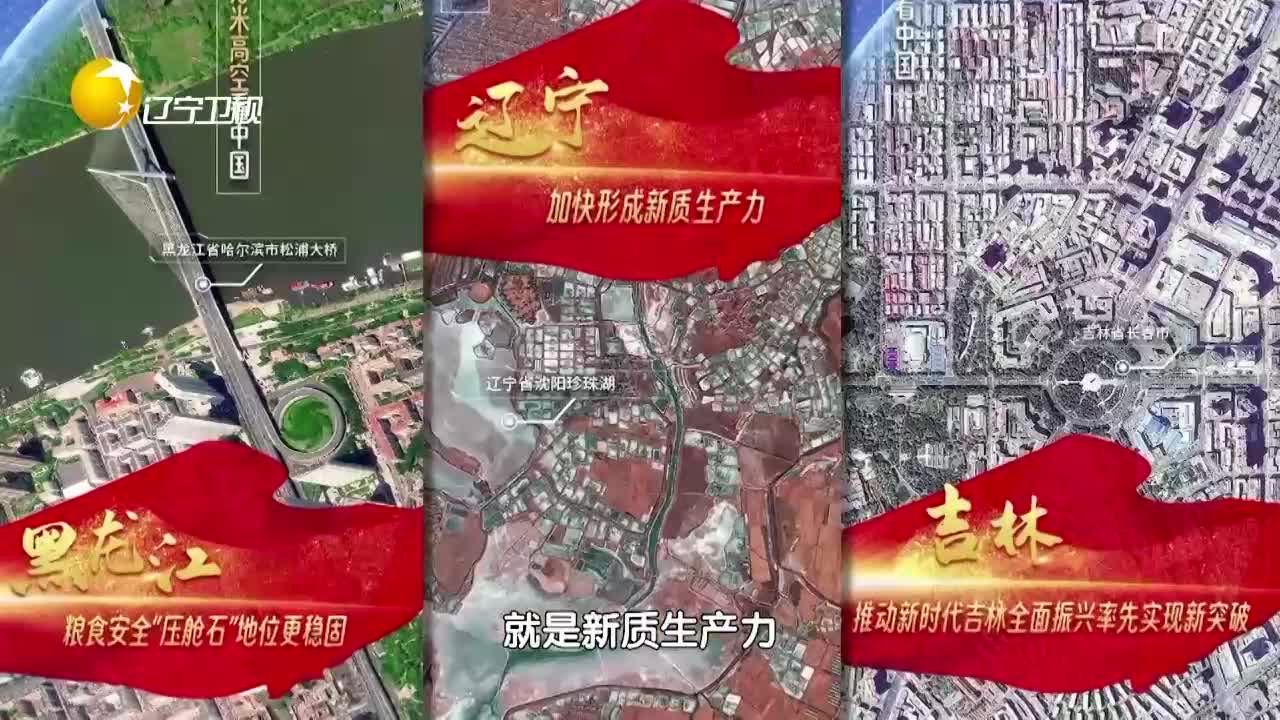 辽宁卫视
米高空看中国
黑龙江省哈尔滨市松浦大桥
黑龙江
粮食安全“压舱石”地位更稳固
辽宁
加快形成新质生产力
辽宁省沈阳珍珠湖
就是新质生产力
看中国
吉林省长春市
吉林
推动新时代吉林全面振兴率先实现新突破